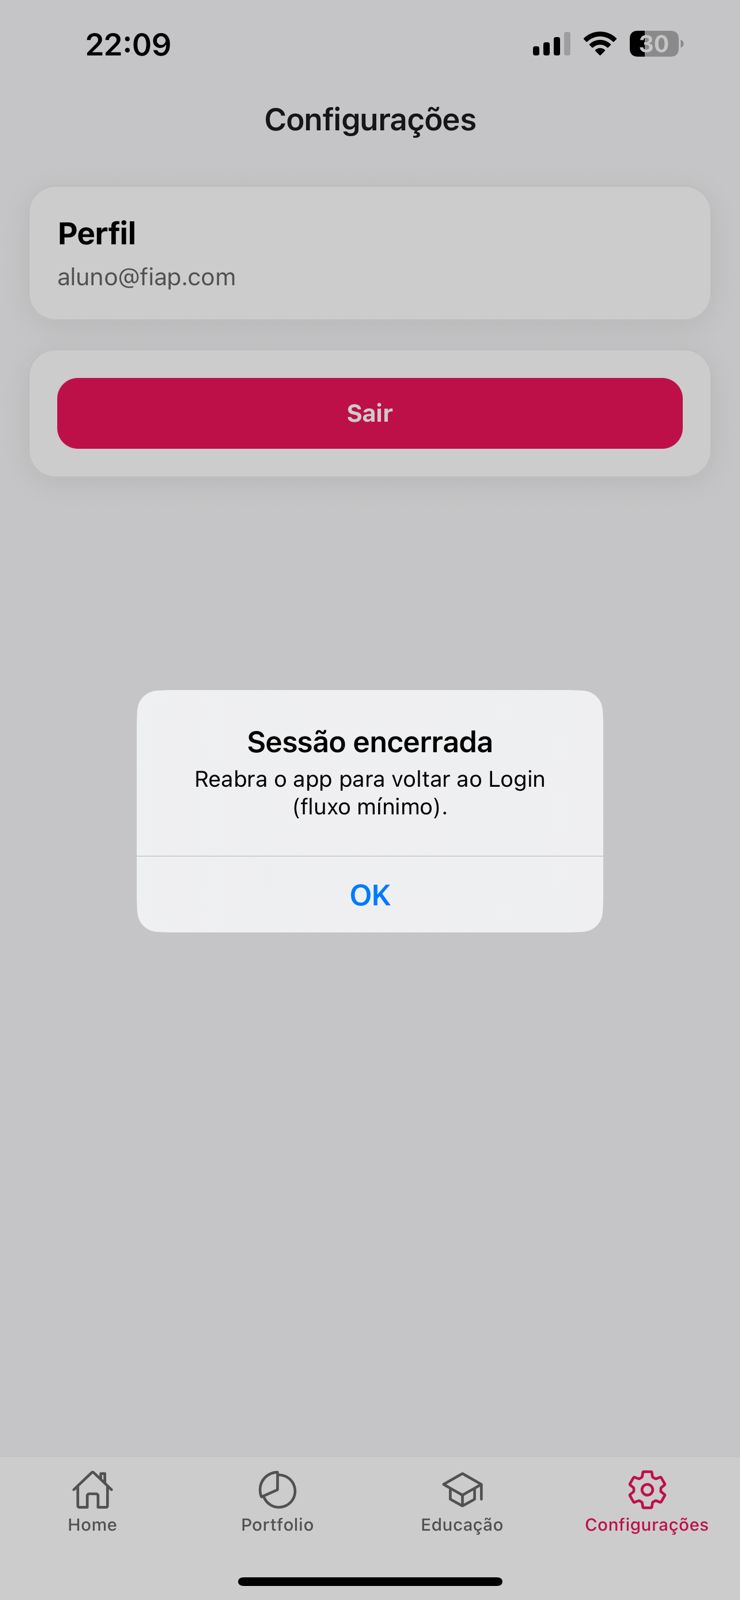 22:09
30
Configurações
Perfil
aluno@fiap.com
Sair
Sessão encerrada
Reabra o app para voltar ao Login
(fluxo mínimo).
OK
Home
Portfolio
Educação
Configurações